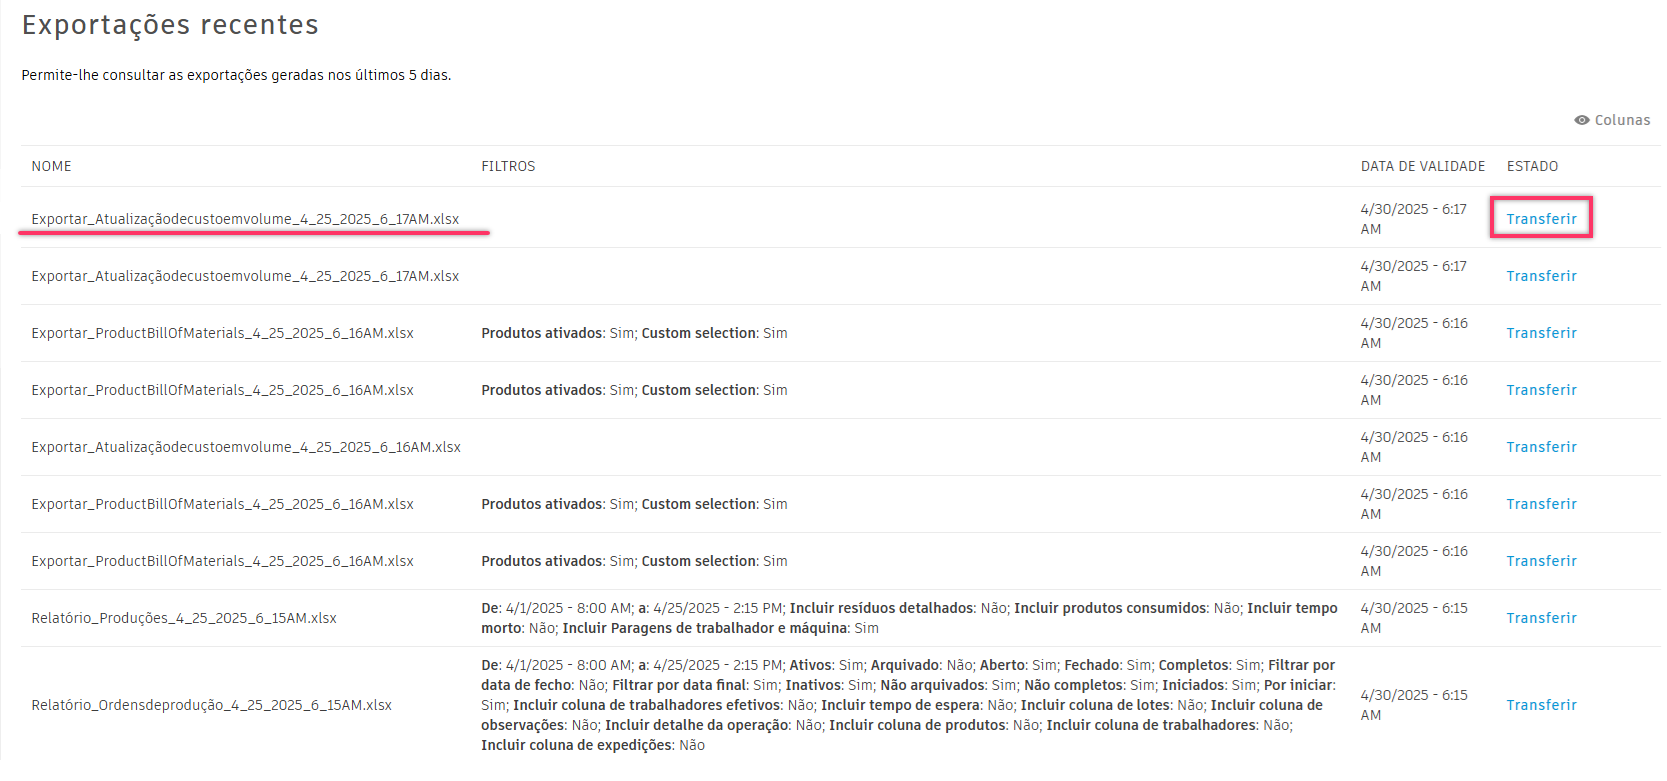 Exportações recentes
Permite-lhe consultar as exportações geradas nos últimos 5 dias.
Colunas
NOME FILTROS DATA DE VALIDADE ESTADO
Exportar_Atualizaçãodecustoemvolume_4_25_2025_6_17AM.xlsx 4/30/2025 - 6:17 Transferir
AM
Exportar_Atualizaçãodecustoemvolume_4_25_2025_6_17AM.xlsx 4/30/2025 - 6:17 Transferir
AM
Exportar_ProductBillOfMaterials_4_25_2025_6_16AM.xlsx Produtos ativados: Sim; Custom selection: Sim 4/30/2025 - 6:16 Transferir
AM
Exportar_ProductBillOfMaterials_4_25_2025_6_16AM.xlsx Produtos ativados: Sim; Custom selection: Sim 4/30/2025 - 6:16 Transferir
AM
Exportar_Atualizaçãodecustoemvolume_4_25_2025_6_16AM.xlsx 4/30/2025 - 6:16 Transferir
AM
Exportar_ProductBillOfMaterials_4_25_2025_6_16AM.xlsx Produtos ativados: Sim; Custom selection: Sim 4/30/2025 - 6:16 Transferir
AM
Exportar_ProductBillOfMaterials_4_25_2025_6_16AM.xlsx Produtos ativados: Sim; Custom selection: Sim 4/30/2025 - 6:16 Transferir
AM
Relatório_Produções_4_25_2025_6_15AM.xlsx De: 4/1/2025 - 8:00 AM; a: 4/25/2025 - 2:15 PM; Incluir resíduos detalhados: Não; Incluir produtos consumidos: Não; Incluir tempo 4/30/2025 - 6:15 Transferir
morto: Não; Incluir Paragens de trabalhador e máquina: Sim AM
Relatório_Ordensdeprodução_4_25_2025_6_15AM.xlsx De: 4/1/2025 - 8:00 AM; a: 4/25/2025 - 2:15 PM; Ativos: Sim; Arquivado: Não; Aberto: Sim; Fechado: Sim; Completos: Sim; Filtrar por
data de fecho: Não; Filtrar por data final: Sim; Inativos: Sim; Não arquivados: Sim; Não completos: Sim; Iniciados: Sim; Por iniciar: 4/30/2025 - 6:15 Transferir
Sim; Incluir coluna de trabalhadores efetivos: Não; Incluir tempo de espera: Não; Incluir coluna de lotes: Não; Incluir coluna de AM
observações: Não; Incluir detalhe da operação: Não; Incluir coluna de produtos: Não; Incluir coluna de trabalhadores: Não;
Incluir coluna de expedições: Não